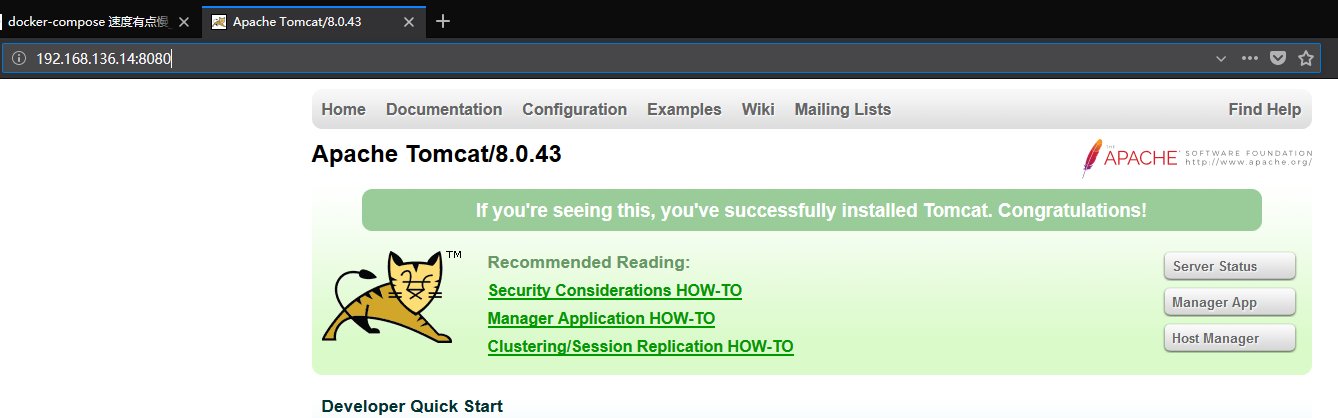 docker-compose 速度有点慢
Apache Tomcat/8.0.43
192.168.136.14:8080
Home Documentation Configuration Examples Wiki Mailing Lists Find Help
Apache Tomcat/8.0.43
THE APACHE SOFTWARE FOUNDATION
http://www.apache.org/
If you're seeing this, you've successfully installed Tomcat. Congratulations!
TM
Recommended Reading:
Security Considerations HOW-TO
Manager Application HOW-TO
Clustering/Session Replication HOW-TO
Server Status
Manager App
Host Manager
Developer Quick Start